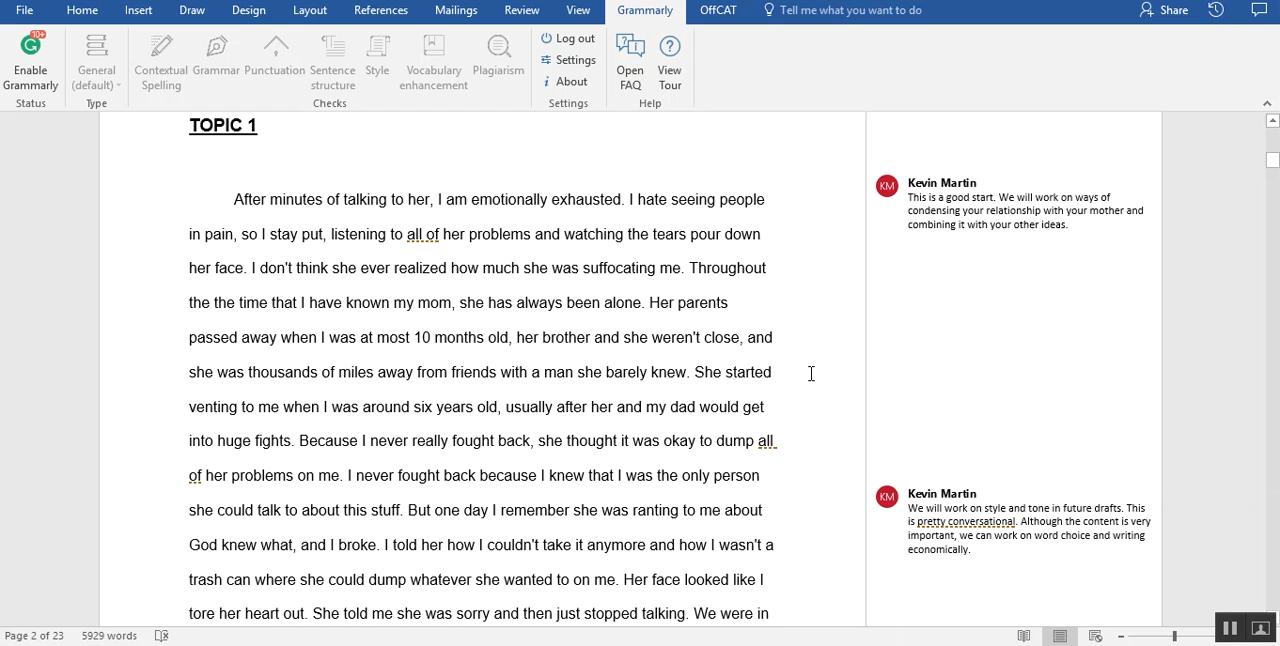 File Home Insert Draw Design Layout References Mailings Review View Grammarly OffCAT Tell me what you want to do Share
10+
Enable Grammarly
General (default)
Contextual Spelling
Grammar
Punctuation
Sentence structure
Style
Vocabulary enhancement
Plagiarism
Log out
Settings
i About
Open FAQ
View Tour
Status Type Checks Settings Help
TOPIC 1
After minutes of talking to her, I am emotionally exhausted. I hate seeing people
in pain, so I stay put, listening to all of her problems and watching the tears pour down
her face. I don't think she ever realized how much she was suffocating me. Throughout
the the time that I have known my mom, she has always been alone. Her parents
passed away when I was at most 10 months old, her brother and she weren't close, and
she was thousands of miles away from friends with a man she barely knew. She started
venting to me when I was around six years old, usually after her and my dad would get
into huge fights. Because I never really fought back, she thought it was okay to dump all
of her problems on me. I never fought back because I knew that I was the only person
she could talk to about this stuff. But one day I remember she was ranting to me about
God knew what, and I broke. I told her how I couldn't take it anymore and how I wasn't a
trash can where she could dump whatever she wanted to on me. Her face looked like I
tore her heart out. She told me she was sorry and then just stopped talking. We were in
KM Kevin Martin
This is a good start. We will work on ways of
condensing your relationship with your mother and
combining it with your other ideas.
KM Kevin Martin
We will work on style and tone in future drafts. This
is pretty conversational. Although the content is very
important, we can work on word choice and writing
economically.
Page 2 of 23 5929 words